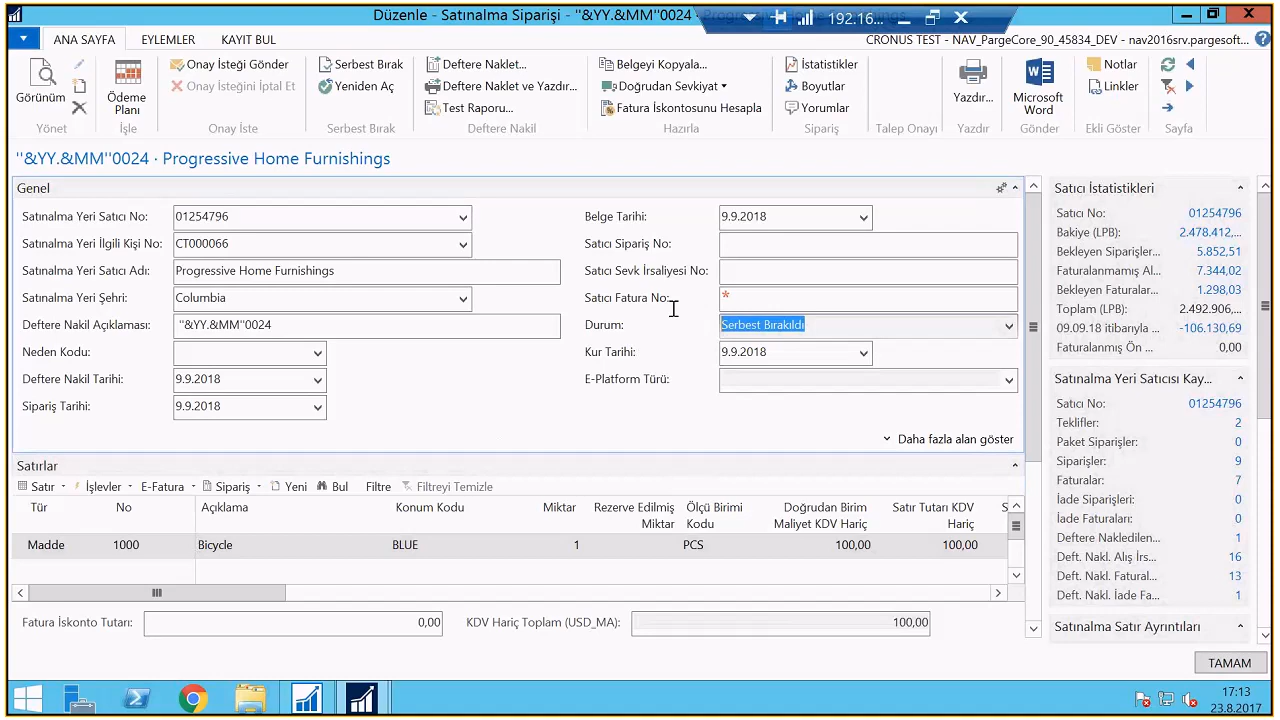 Düzenle - Satınalma Siparişi - ''&YY.&MM''0024 - Progressive Home Furnishings
192.16...
ANA SAYFA
EYLEMLER
KAYIT BUL
CRONUS TEST - NAV_PargeCore_90_45834_DEV - nav2016srv.pargesoft...
Görünüm
Yönet
Ödeme Planı
İşle
Onay İsteği Gönder
Onay İsteğini İptal Et
Onay İste
Serbest Bırak
Yeniden Aç
Serbest Bırak
Deftere Naklet...
Deftere Naklet ve Yazdır...
Test Raporu...
Deftere Nakil
Belgeyi Kopyala...
Doğrudan Sevkiyat
Fatura İskontosunu Hesapla
Hazırla
İstatistikler
Boyutlar
Yorumlar
Sipariş
Talep Onayı
Yazdır...
Yazdır
Microsoft Word
Gönder
Notlar
Linkler
Ekli Göster
Sayfa
''&YY.&MM''0024 · Progressive Home Furnishings
Genel
Satınalma Yeri Satıcı No: 01254796
Satınalma Yeri İlgili Kişi No: CT000066
Satınalma Yeri Satıcı Adı: Progressive Home Furnishings
Satınalma Yeri Şehri: Columbia
Deftere Nakil Açıklaması: ''&YY.&MM''0024
Neden Kodu:
Deftere Nakil Tarihi: 9.9.2018
Sipariş Tarihi: 9.9.2018
Belge Tarihi: 9.9.2018
Satıcı Sipariş No:
Satıcı Sevk İrsaliyesi No:
Satıcı Fatura No: *
Durum: Serbest Bırakıldı
Kur Tarihi: 9.9.2018
E-Platform Türü:
Daha fazla alan göster
Satırlar
Satır İşlevler E-Fatura Sipariş Yeni Bul Filtre Filtreyi Temizle
Tür No Açıklama Konum Kodu Miktar Rezerve Edilmiş Miktar Ölçü Birimi Kodu Doğrudan Birim Maliyet KDV Hariç Satır Tutarı KDV Hariç S
Madde 1000 Bicycle BLUE 1 PCS 100,00 100,00
Fatura İskonto Tutarı: 0,00
KDV Hariç Toplam (USD_MA): 100,00
Satıcı İstatistikleri
Satıcı No: 01254796
Bakiye (LPB): 2.478.412,...
Bekleyen Siparişler... 5.852,51
Faturalanmamış Al... 7.344,02
Bekleyen Faturalar... 1.298,03
Toplam (LPB): 2.492.906,...
09.09.18 itibarıyla ... -106.130,69
Faturalanmış Ön ... 0,00
Satınalma Yeri Satıcısı Kay...
Satıcı No: 01254796
Teklifler: 2
Paket Siparişler: 0
Siparişler: 9
Faturalar: 7
İade Siparişleri: 0
İade Faturaları: 0
Deftere Nakledilen... 1
Deft. Nakl. Alış İrs... 16
Deft. Nakl. Fatural... 13
Deft. Nakl. İade Fa... 1
Satınalma Satır Ayrıntıları
TAMAM
17:13
23.8.2017